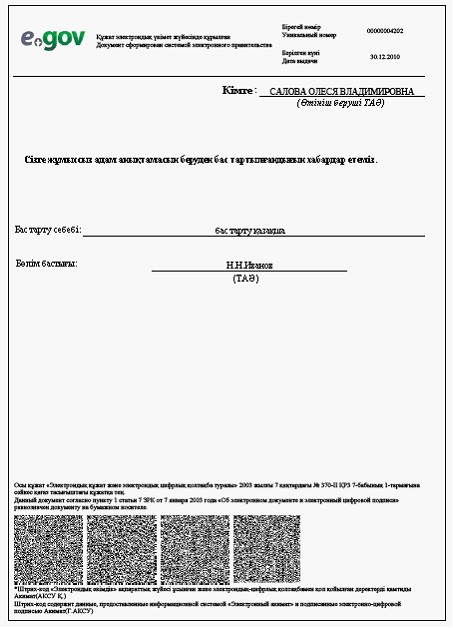 e.gov
Құжат электрондық үкімет жүйесінде құрылған
Документ сформирован системой электронного правительства
Бірегей нөмір
Уникальный номер
00000004202
Берілген күні
Дата выдачи
30.12.2010
Кімге : САЛОВА ОЛЕСЯ ВЛАДИМИРОВНА
(Өтініш беруші ТАӘ)
Сізге жұмыссыз адам анықтамасын беруден бас тартылғандығын хабардар етеміз.
Бас тарту себебі: бас тарту қазақша
Бөлім бастығы: Н.Н.Иванов
(ТАӘ)
Осы құжат «Электрондық құжат және электрондық цифрлық қолтаңба туралы» 2003 жылғы 7 қаңтардағы № 370-II ҚРЗ 7-бабының 1-тармағына
сәйкес қағаз тасығыштағы құжатқа тең.
Данный документ согласно пункту 1 статьи 7 ЗРК от 7 января 2003 года «Об электронном документе и электронной цифровой подписи»
равнозначен документу на бумажном носителе.
*Штрих-код «Электрондық әкімдік» ақпараттық жүйесі ұсынған және электрондық-цифрлық қолтаңбамен қол қойылған деректерді қамтиды
Акимат(АКСУ Қ.)
Штрих-код содержит данные, предоставленные информационной системой «Электронный акимат» и подписанные электронно-цифровой
подписью Акимат(Г.АКСУ)